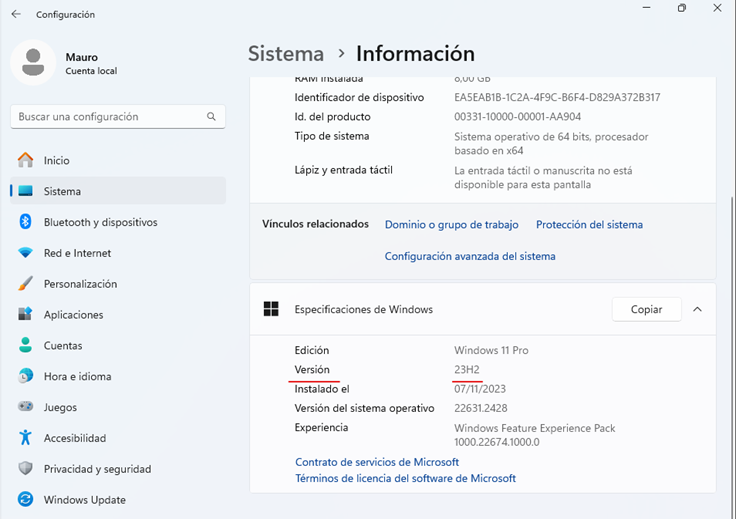 Configuración
Mauro
Cuenta local
Buscar una configuración
Inicio
Sistema
Bluetooth y dispositivos
Red e Internet
Personalización
Aplicaciones
Cuentas
Hora e idioma
Juegos
Accesibilidad
Privacidad y seguridad
Windows Update
Sistema > Información
RAM instalada 8,00 GB
Identificador de dispositivo EA5EAB1B-1C2A-4F9C-B6F4-D829A372B317
Id. del producto 00331-10000-00001-AA904
Tipo de sistema Sistema operativo de 64 bits, procesador
basado en x64
Lápiz y entrada táctil La entrada táctil o manuscrita no está
disponible para esta pantalla
Vínculos relacionados Dominio o grupo de trabajo Protección del sistema
Configuración avanzada del sistema
Especificaciones de Windows Copiar
Edición Windows 11 Pro
Versión 23H2
Instalado el 07/11/2023
Versión del sistema operativo 22631.2428
Experiencia Windows Feature Experience Pack
1000.22674.1000.0
Contrato de servicios de Microsoft
Términos de licencia del software de Microsoft